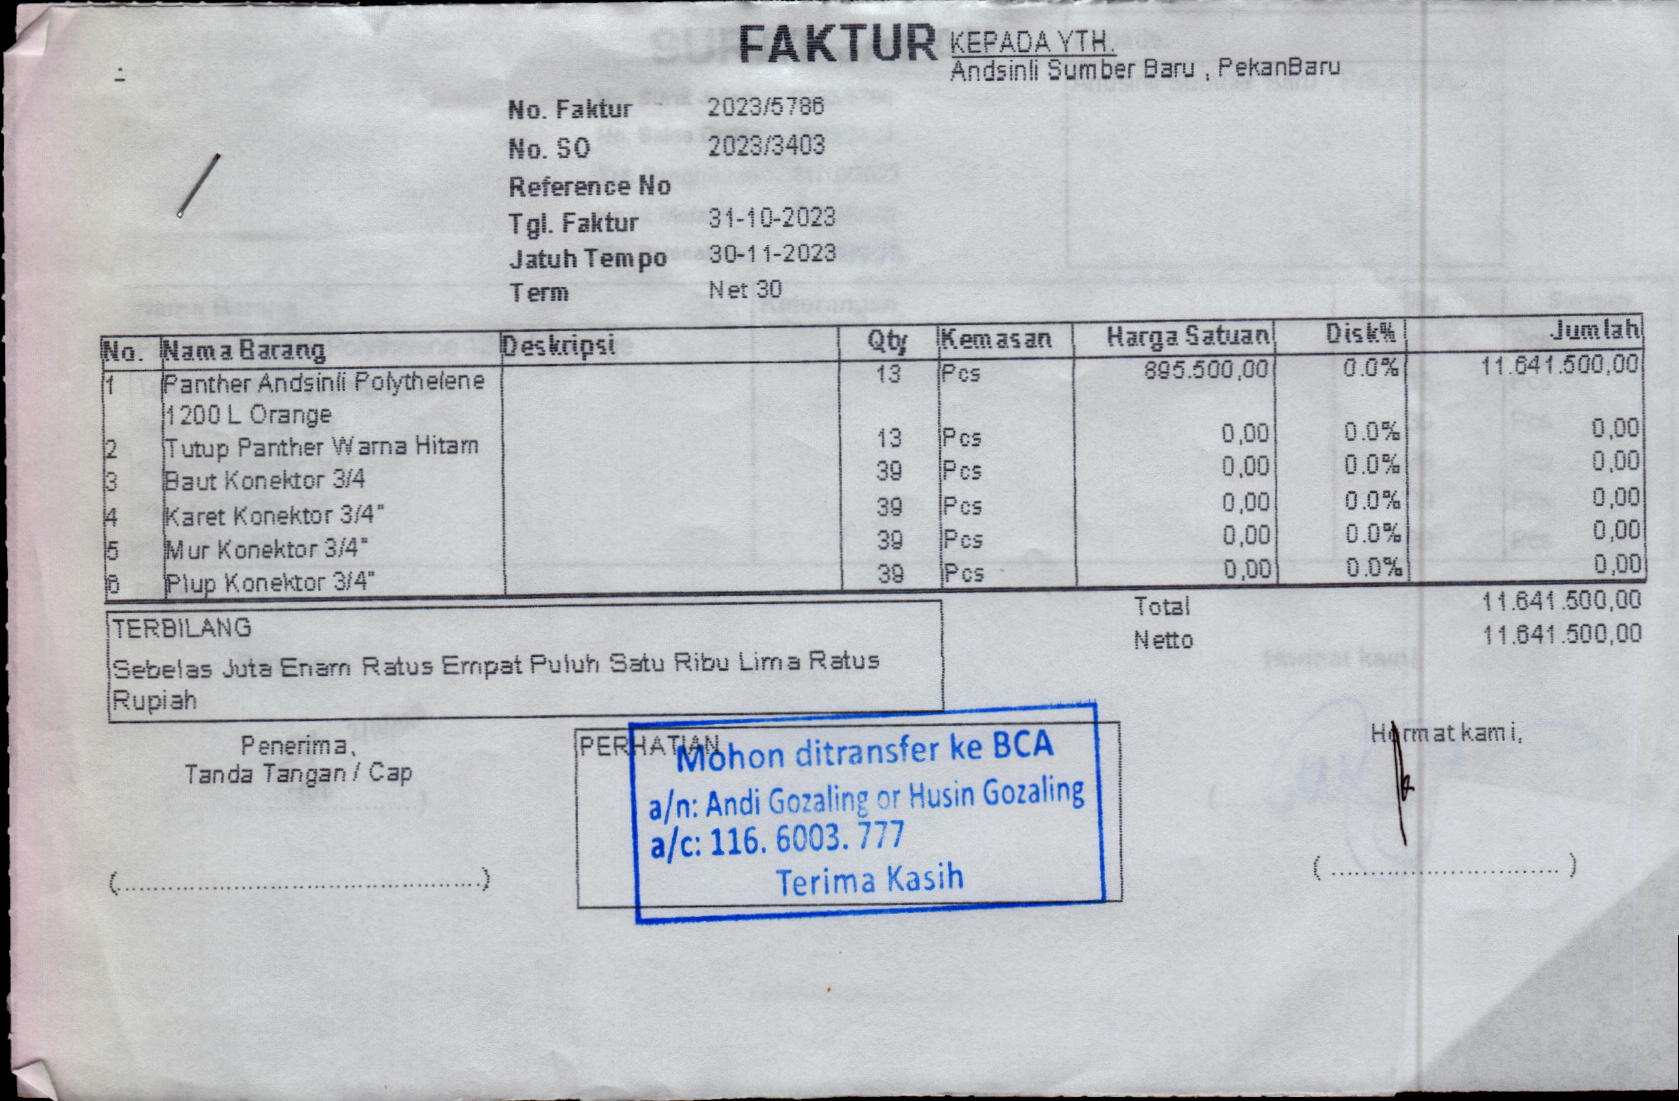 FAKTUR
KEPADA YTH.
Andsinli Sumber Baru , PekanBaru
No. Faktur 2023/5786
No. SO 2023/3403
Reference No
Tgl. Faktur 31-10-2023
Jatuh Tempo 30-11-2023
Term Net 30
No. Nama Barang Deskripsi Qty Kemasan Harga Satuan Disk% Jumlah
1 Panther Andsinli Polythelene 13 Pcs 895.500,00 0.0% 11.641.500,00
1200 L Orange
2 Tutup Panther Warna Hitam 13 Pcs 0,00 0.0% 0,00
3 Baut Konektor 3/4 39 Pcs 0,00 0.0% 0,00
4 Karet Konektor 3/4" 39 Pcs 0,00 0.0% 0,00
5 Mur Konektor 3/4" 39 Pcs 0,00 0.0% 0,00
6 Plup Konektor 3/4" 39 Pcs 0,00 0.0% 0,00
Total 11.641.500,00
Netto 11.641.500,00
TERBILANG
Sebelas Juta Enam Ratus Empat Puluh Satu Ribu Lima Ratus
Rupiah
Penerima,
Tanda Tangan / Cap
(................................................)
PERHATIAN
Mohon ditransfer ke BCA
a/n: Andi Gozaling or Husin Gozaling
a/c: 116. 6003. 777
Terima Kasih
Hormat kami,
(..............................)